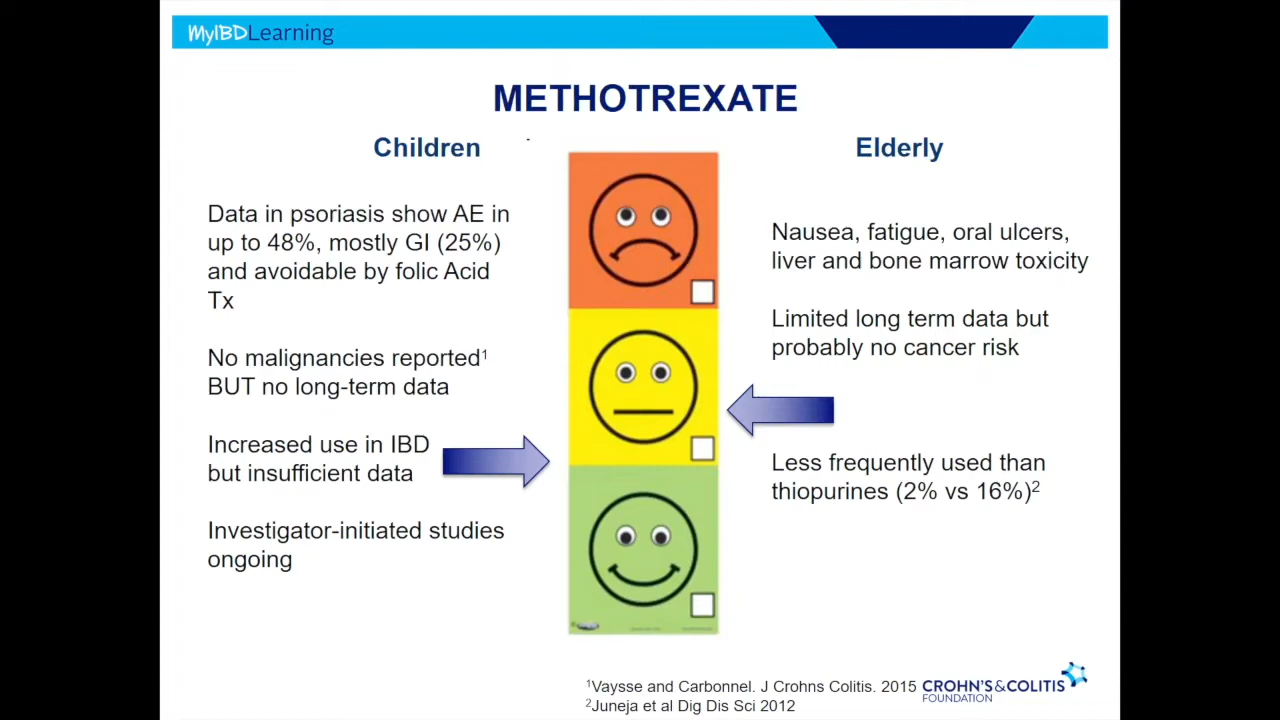 MyIBDLearning
METHOTREXATE
Children
Data in psoriasis show AE in
up to 48%, mostly GI (25%)
and avoidable by folic Acid
Tx
No malignancies reported¹
BUT no long-term data
Increased use in IBD
but insufficient data
Investigator-initiated studies
ongoing
Elderly
Nausea, fatigue, oral ulcers,
liver and bone marrow toxicity
Limited long term data but
probably no cancer risk
Less frequently used than
thiopurines (2% vs 16%)²
¹Vaysse and Carbonnel. J Crohns Colitis. 2015
²Juneja et al Dig Dis Sci 2012
CROHN'S&COLITIS
FOUNDATION